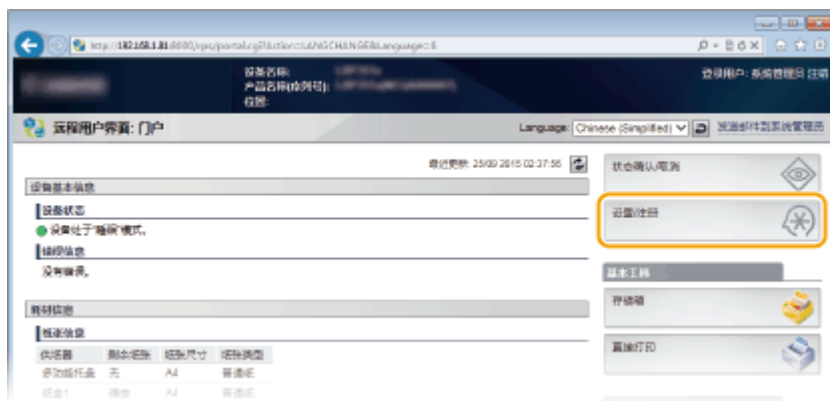 http://192.168.1.81:8000/rps/portal.cgi?Action=LANGCHANGE&Language=6
设备名称:
产品名称(序列号):
位置:
登录用户: 系统管理员 注销
远程用户界面: 门户
Language: Chinese (Simplified)
发送邮件到系统管理员
最近更新: 25/09 2015 02:37:56
设备基本信息
设备状态
设备处于"睡眠"模式。
错误信息
没有错误。
耗材信息
纸张信息
供纸器 剩余纸张 纸张尺寸 纸张类型
多功能托盘 无 A4 普通纸
纸盒1 A4 普通纸
状态确认/取消
设置/注册
基本工具
存储箱
直接打印